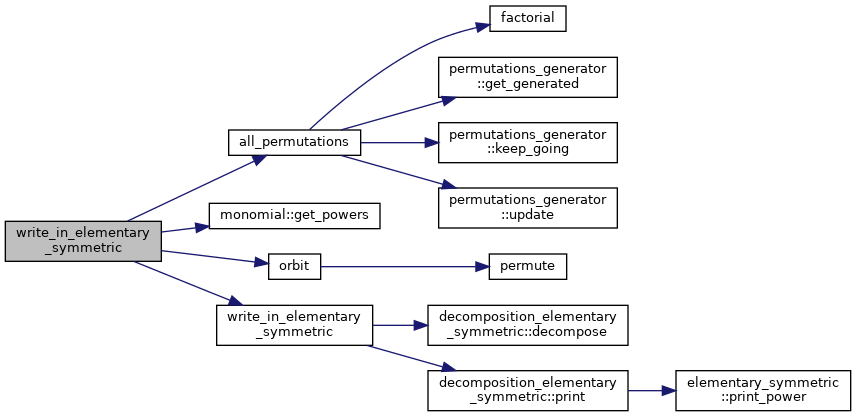 factorial
permutations_generator
::get_generated
all_permutations
permutations_generator
::keep_going
permutations_generator
::update
monomial::get_powers
write_in_elementary
_symmetric
orbit
permute
write_in_elementary
_symmetric
decomposition_elementary
_symmetric::decompose
decomposition_elementary
_symmetric::print
elementary_symmetric
::print_power